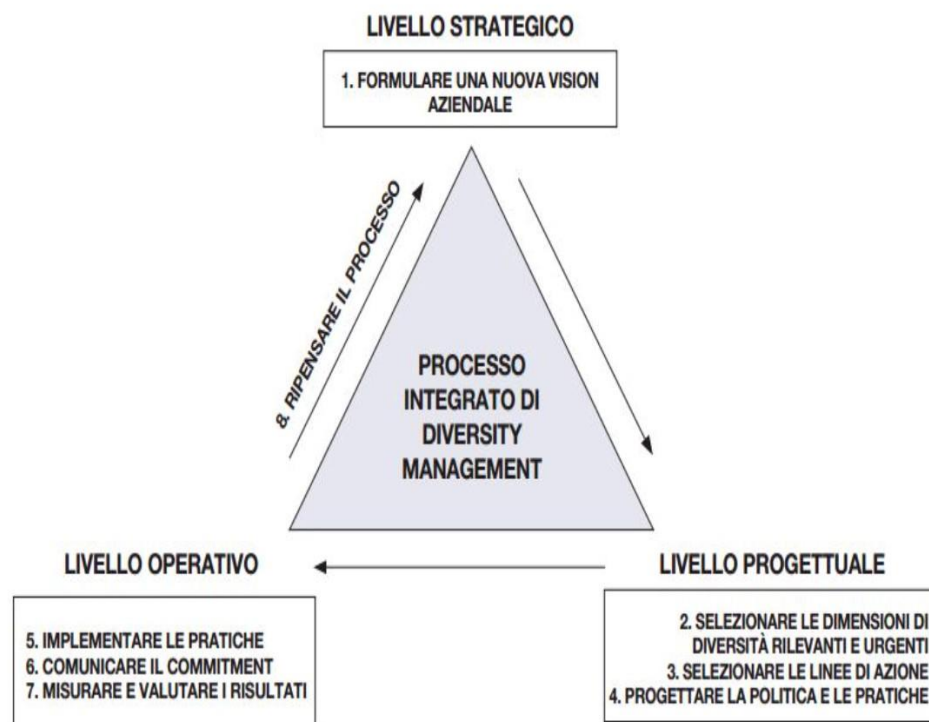 LIVELLO STRATEGICO
1. FORMULARE UNA NUOVA VISION
AZIENDALE
8. RIPENSARE IL PROCESSO
PROCESSO
INTEGRATO DI
DIVERSITY
MANAGEMENT
LIVELLO OPERATIVO
5. IMPLEMENTARE LE PRATICHE
6. COMUNICARE IL COMMITMENT
7. MISURARE E VALUTARE I RISULTATI
LIVELLO PROGETTUALE
2. SELEZIONARE LE DIMENSIONI DI
DIVERSITÀ RILEVANTI E URGENTI
3. SELEZIONARE LE LINEE DI AZIONE
4. PROGETTARE LA POLITICA E LE PRATICHE